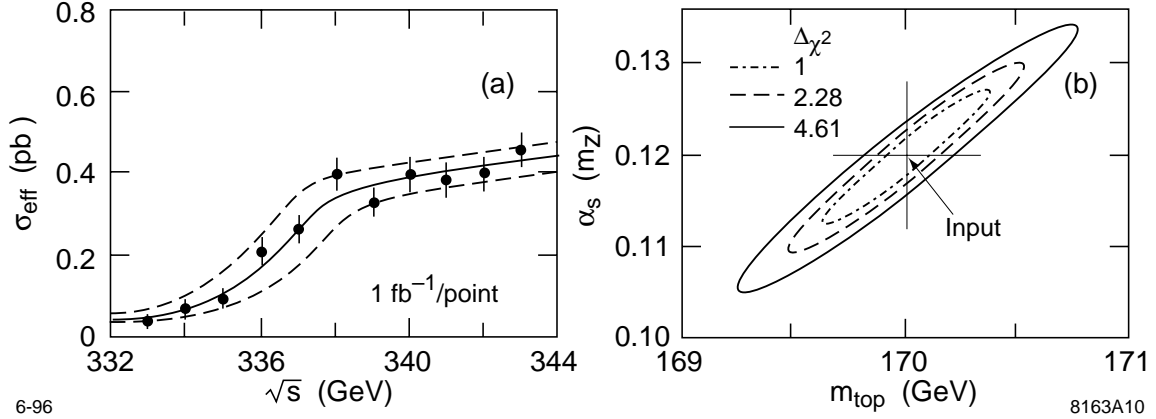 0.8
0.6
0.4
0.2
0
σeff (pb)
(a)
1 fb⁻¹/point
332 336 340 344
√s (GeV)
6-96
0.13
0.12
0.11
0.10
αs (mZ)
Δχ²
1
2.28
4.61
(b)
Input
169 170 171
mtop (GeV)
8163A10